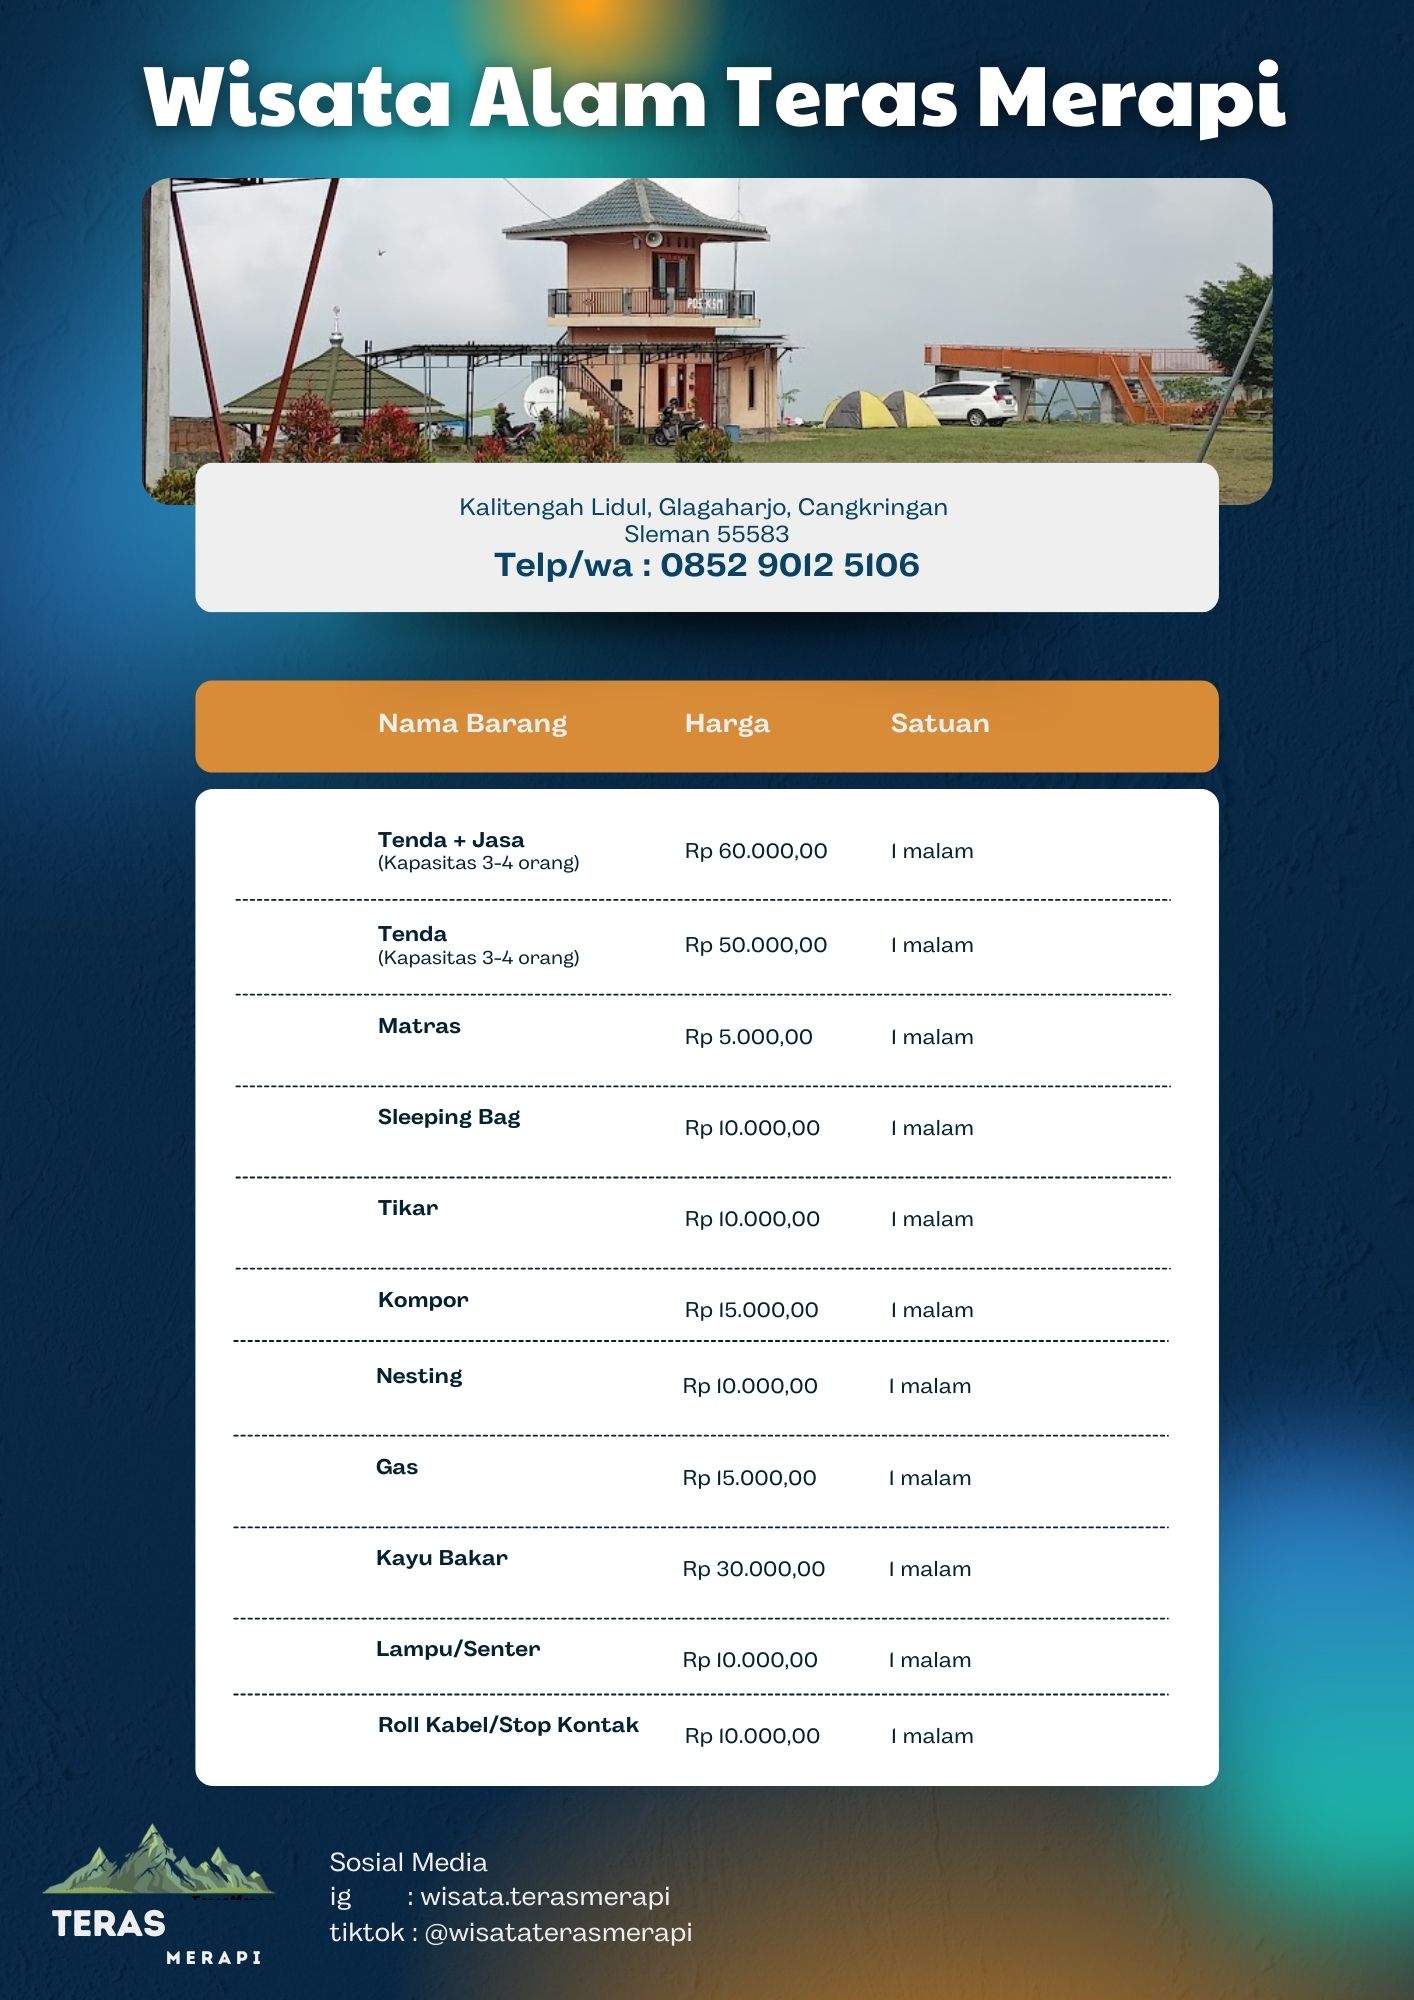 Wisata Alam Teras Merapi
POS KSM
Kalitengah Lidul, Glagaharjo, Cangkringan
Sleman 55583
Telp/wa : 0852 9012 5106
Nama Barang Harga Satuan
Tenda + Jasa
(Kapasitas 3-4 orang)
Rp 60.000,00 1 malam
Tenda
(Kapasitas 3-4 orang)
Rp 50.000,00 1 malam
Matras
Rp 5.000,00 1 malam
Sleeping Bag
Rp 10.000,00 1 malam
Tikar
Rp 10.000,00 1 malam
Kompor
Rp 15.000,00 1 malam
Nesting
Rp 10.000,00 1 malam
Gas
Rp 15.000,00 1 malam
Kayu Bakar
Rp 30.000,00 1 malam
Lampu/Senter
Rp 10.000,00 1 malam
Roll Kabel/Stop Kontak
Rp 10.000,00 1 malam
TERAS
MERAPI
Sosial Media
ig : wisata.terasmerapi
tiktok : @wisataterasmerapi